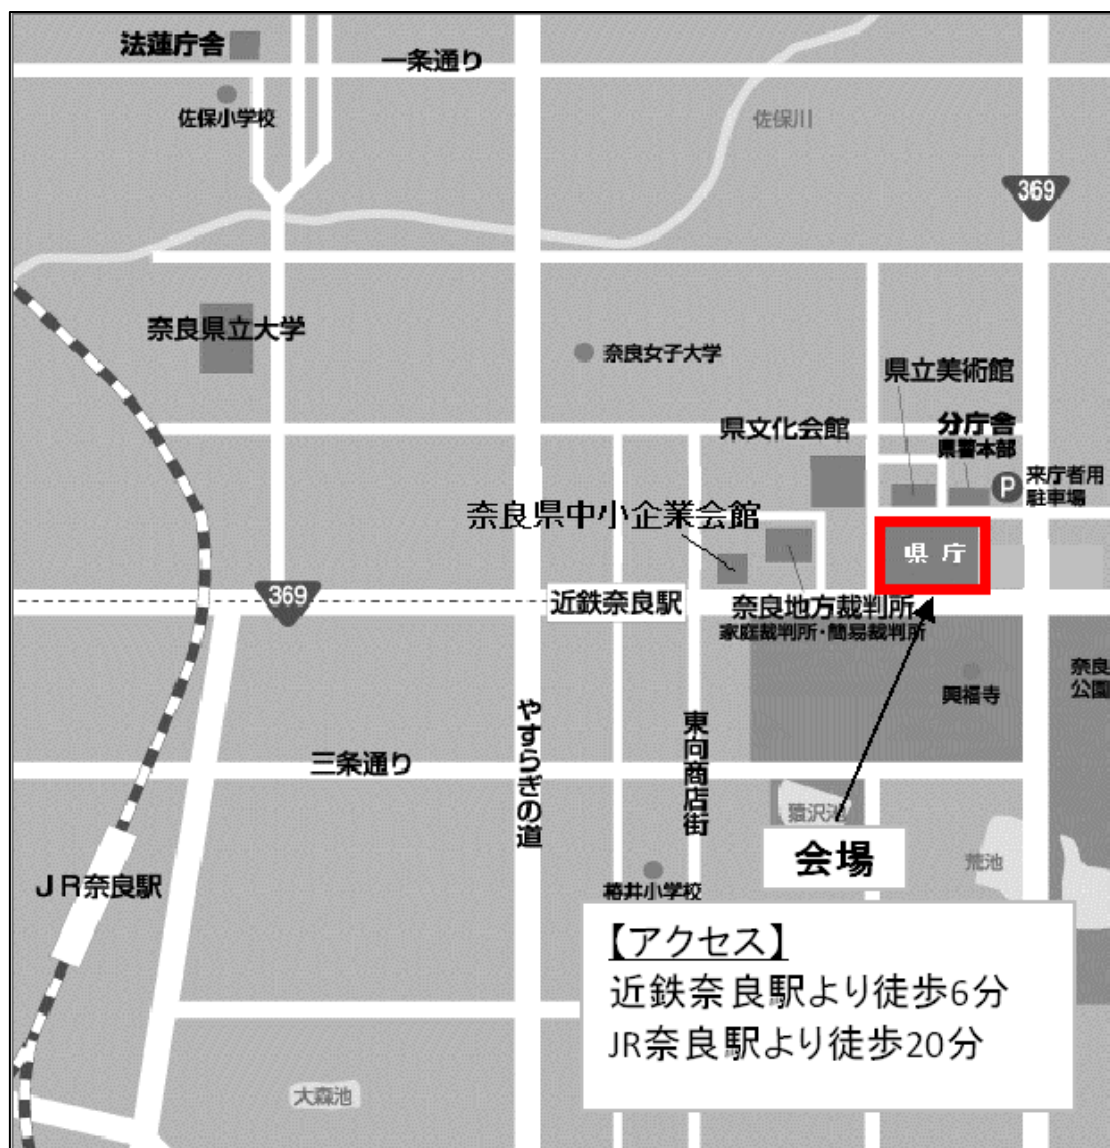 法蓮庁舎
一条通り
佐保小学校
佐保川
369
奈良県立大学
奈良女子大学
県立美術館
県文化会館
分庁舎
県警本部
P
来庁者用
駐車場
奈良県中小企業会館
県庁
369
近鉄奈良駅
奈良地方裁判所
家庭裁判所・簡易裁判所
興福寺
奈良
公園
やすらぎの道
東向商店街
三条通り
猿沢池
会場
荒池
JR奈良駅
椿井小学校
【アクセス】
近鉄奈良駅より徒歩6分
JR奈良駅より徒歩20分
大森池